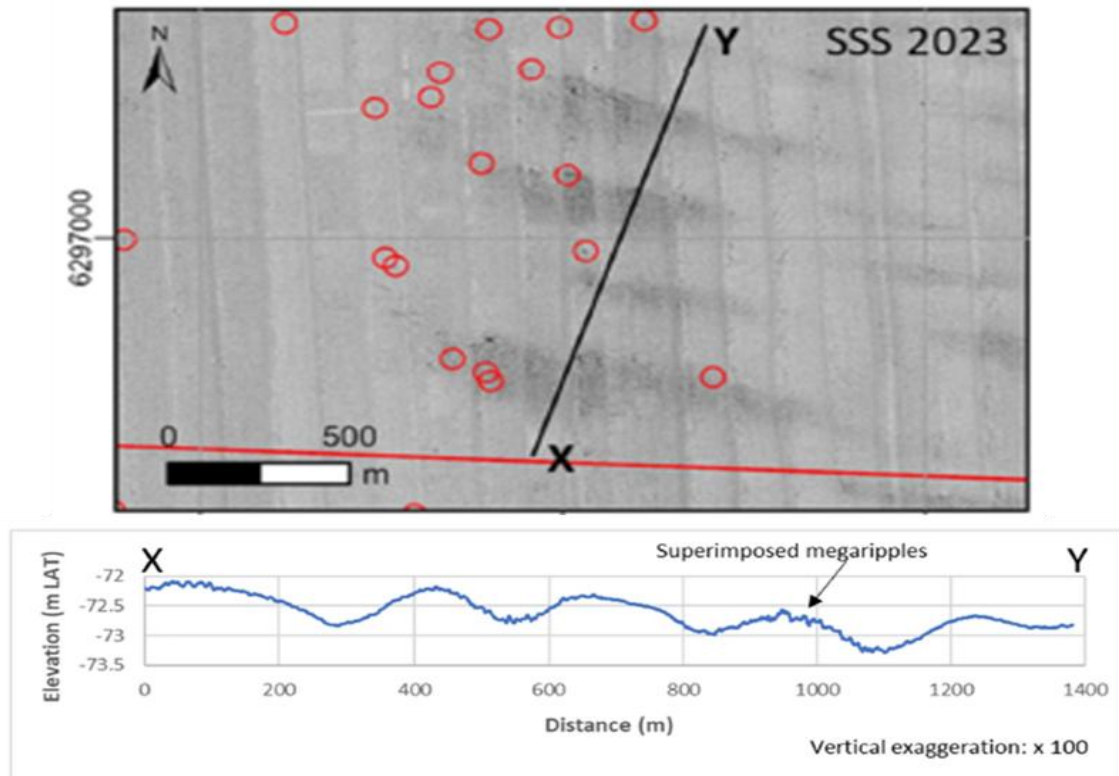 N
Y
SSS 2023
6297000
0 500
m
X
X
Superimposed megaripples
Y
Elevation (m LAT)
-72
-72.5
-73
-73.5
0 200 400 600 800 1000 1200 1400
Distance (m)
Vertical exaggeration: x 100